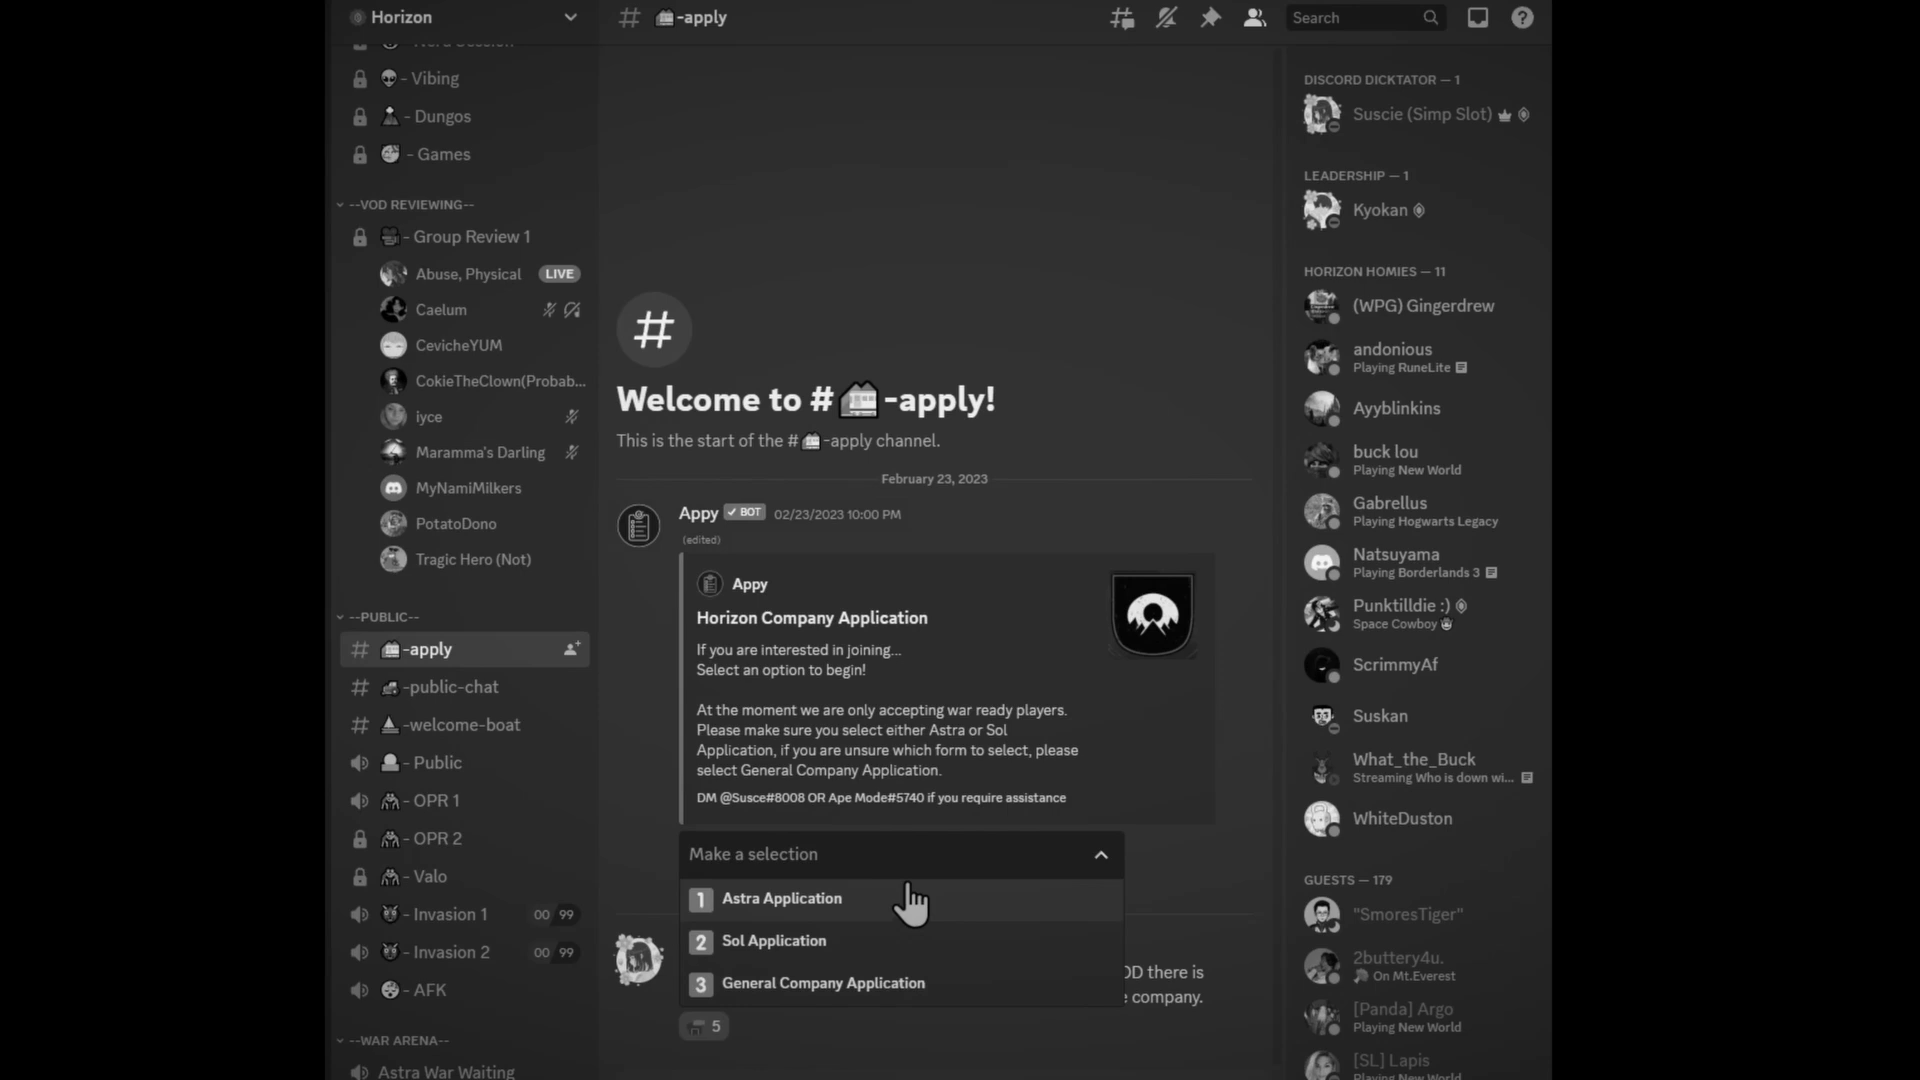 Horizon
- Vibing
- Dungos
- Games
--VOD REVIEWING--
- Group Review 1
Abuse, Physical LIVE
Caelum
CevicheYUM
CokieTheClown(Probab...
iyce
Maramma's Darling
MyNamiMilkers
PotatoDono
Tragic Hero (Not)
--PUBLIC--
# -apply
# -public-chat
# -welcome-boat
- Public
- OPR 1
- OPR 2
- Valo
- Invasion 1 00 99
- Invasion 2 00 99
- AFK
--WAR ARENA--
Astra War Waiting
# -apply
Search
Welcome to # -apply!
This is the start of the # -apply channel.
February 23, 2023
Appy ✓ BOT 02/23/2023 10:00 PM
(edited)
Appy
Horizon Company Application
If you are interested in joining...
Select an option to begin!
At the moment we are only accepting war ready players.
Please make sure you select either Astra or Sol
Application, if you are unsure which form to select, please
select General Company Application.
DM @Susce#8008 OR Ape Mode#5740 if you require assistance
Make a selection
1 Astra Application
2 Sol Application
3 General Company Application
OD there is
company.
5
DISCORD DICKTATOR — 1
Suscie (Simp Slot)
LEADERSHIP — 1
Kyokan
HORIZON HOMIES — 11
(WPG) Gingerdrew
andonious
Playing RuneLite
Ayyblinkins
buck lou
Playing New World
Gabrellus
Playing Hogwarts Legacy
Natsuyama
Playing Borderlands 3
Punktilldie :)
Space Cowboy
ScrimmyAf
Suskan
What_the_Buck
Streaming Who is down wi...
WhiteDuston
GUESTS — 179
"SmoresTiger"
2buttery4u.
On Mt.Everest
[Panda] Argo
Playing New World
[SL] Lapis
Playing New World